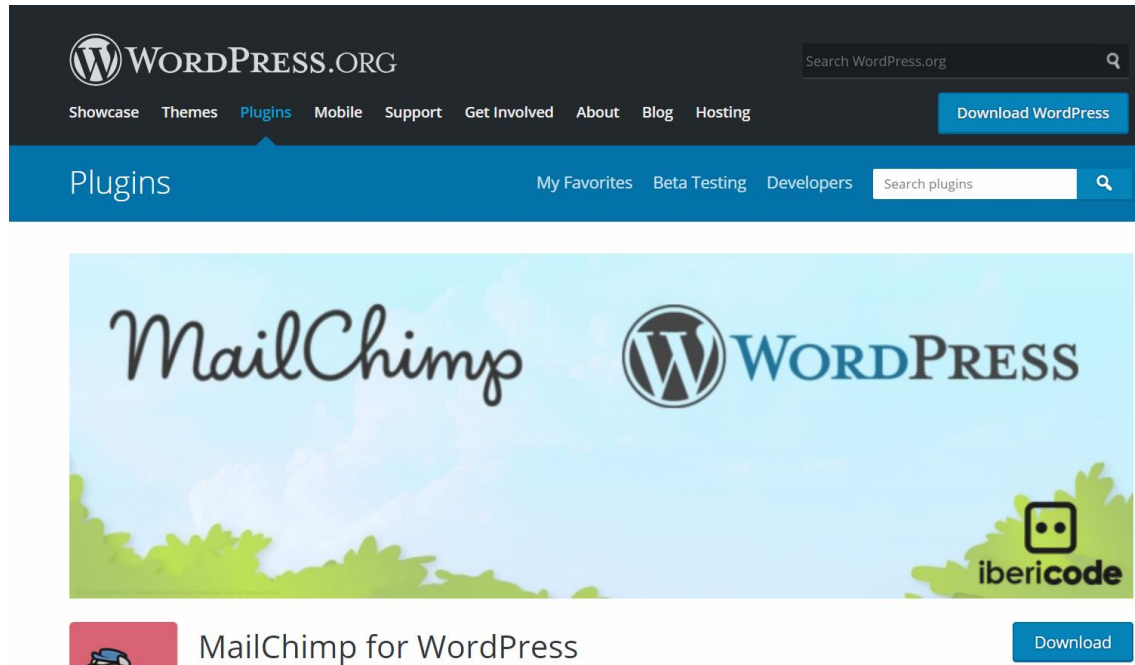 WORDPRESS.ORG
Search WordPress.org
Showcase Themes Plugins Mobile Support Get Involved About Blog Hosting
Download WordPress
Plugins
My Favorites Beta Testing Developers
Search plugins
MailChimp
WORDPRESS
ibericode
MailChimp for WordPress
Download